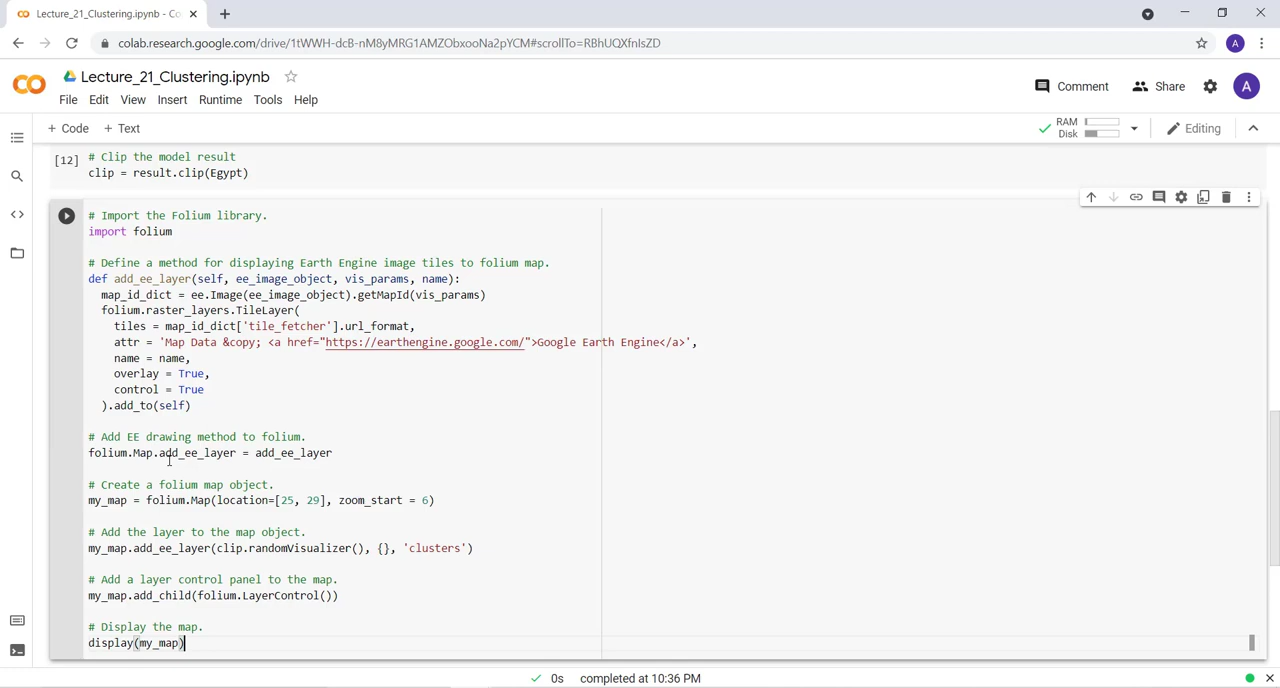 Lecture_21_Clustering.ipynb - Co
colab.research.google.com/drive/1tWWH-dcB-nM8yMRG1AMZObxooNa2pYCM#scrollTo=RBhUQXfnIsZD
A
CO
Lecture_21_Clustering.ipynb
File Edit View Insert Runtime Tools Help
Comment Share
A
+ Code + Text
RAM
Disk
Editing
[12] # Clip the model result
clip = result.clip(Egypt)
# Import the Folium library.
import folium
# Define a method for displaying Earth Engine image tiles to folium map.
def add_ee_layer(self, ee_image_object, vis_params, name):
map_id_dict = ee.Image(ee_image_object).getMapId(vis_params)
folium.raster_layers.TileLayer(
tiles = map_id_dict['tile_fetcher'].url_format,
attr = 'Map Data &copy; <a href="https://earthengine.google.com/">Google Earth Engine</a>',
name = name,
overlay = True,
control = True
).add_to(self)
# Add EE drawing method to folium.
folium.Map.add_ee_layer = add_ee_layer
# Create a folium map object.
my_map = folium.Map(location=[25, 29], zoom_start = 6)
# Add the layer to the map object.
my_map.add_ee_layer(clip.randomVisualizer(), {}, 'clusters')
# Add a layer control panel to the map.
my_map.add_child(folium.LayerControl())
# Display the map.
display(my_map)
0s completed at 10:36 PM